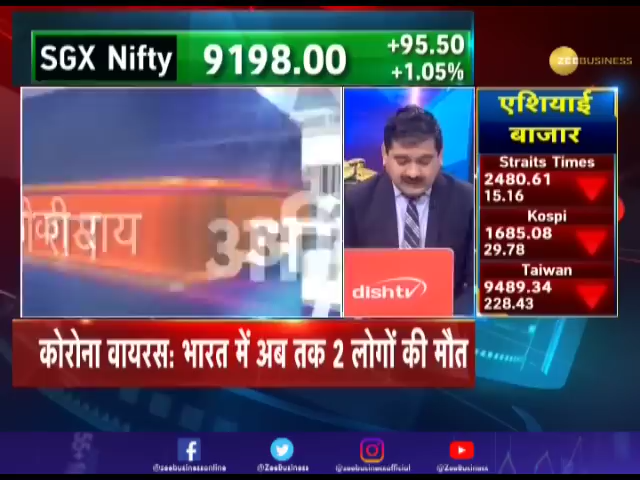 SGX Nifty 9198.00 +95.50
+1.05%
ZEEBUSINESS
एशियाई
बाजार
Straits Times
2480.61
15.16
Kospi
1685.08
29.78
Taiwan
9489.34
228.43
dishtv
कोरोना वायरस: भारत में अब तक 2 लोगों की मौत
@zeebusinessonline
@ZeeBusiness
@zeebusinessofficial
@ZeeBusiness